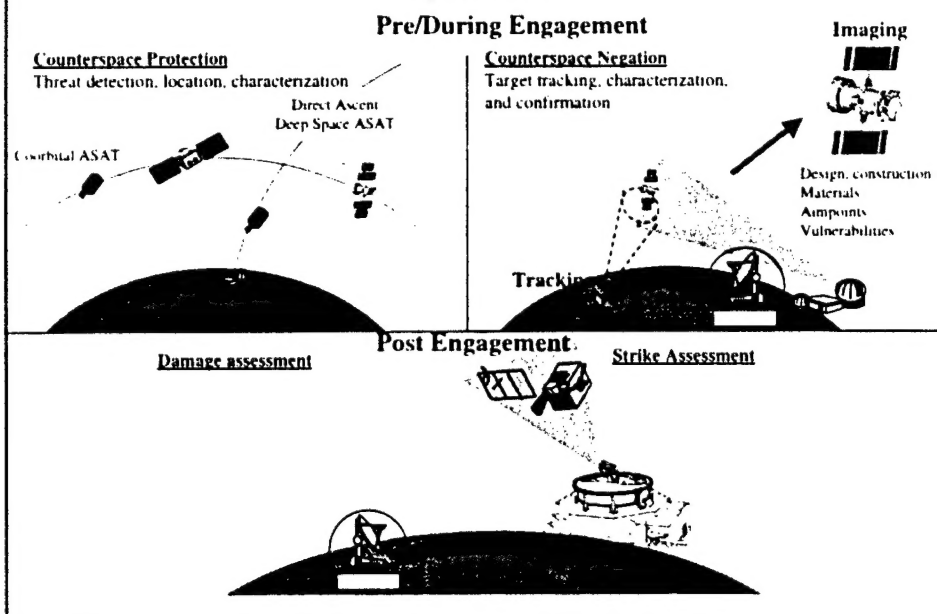 Pre/During Engagement
Counterspace Protection
Threat detection, location, characterization
Direct Ascent
Deep Space ASAT
Coorbital ASAT
Counterspace Negation
Target tracking, characterization,
and confirmation
Imaging
Design, construction
Materials
Aimpoints
Vulnerabilities
Tracking
Post Engagement
Damage assessment
Strike Assessment